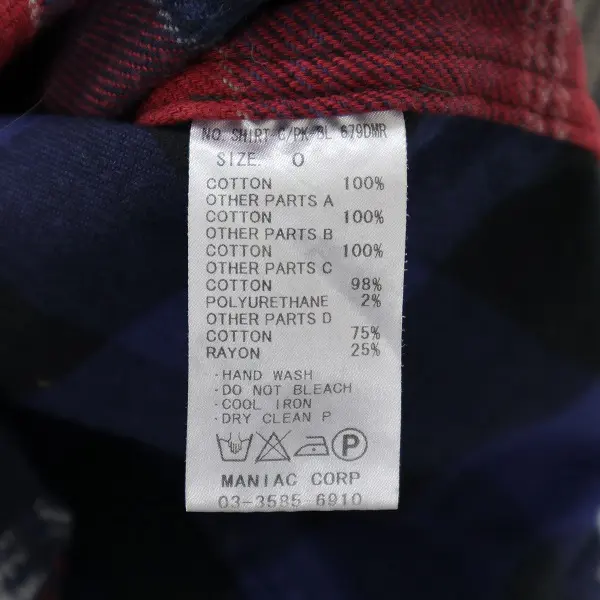 NO. SHIRT-C/PK-BL 679DMR
SIZE. O
COTTON 100%
OTHER PARTS A
COTTON 100%
OTHER PARTS B
COTTON 100%
OTHER PARTS C
COTTON 98%
POLYURETHANE 2%
OTHER PARTS D
COTTON 75%
RAYON 25%
·HAND WASH
·DO NOT BLEACH
·COOL IRON
·DRY CLEAN P
P
MANIAC CORP
03-3585-6910